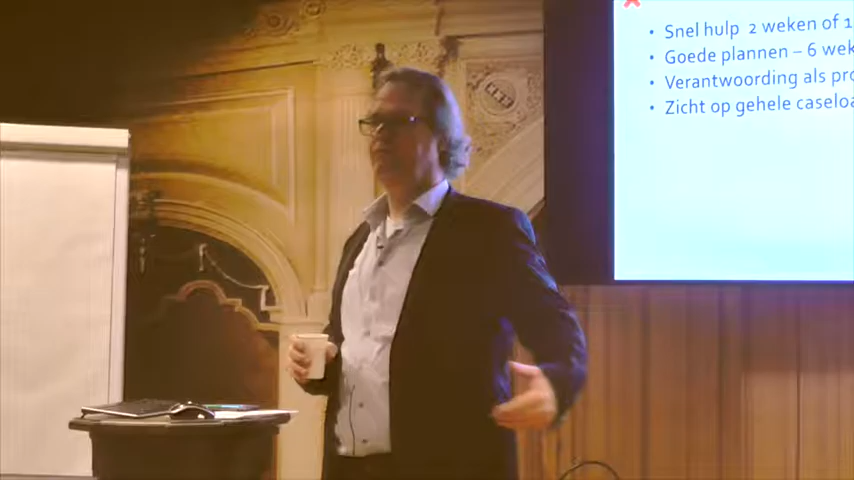 • Snel hulp 2 weken of 1
• Goede plannen – 6 wek
• Verantwoording als pro
• Zicht op gehele caseloa